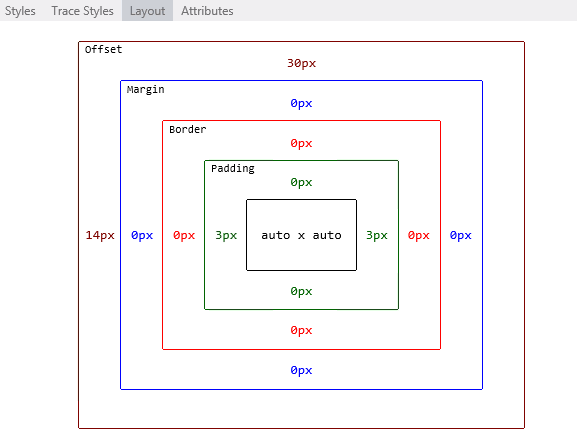 Styles Trace Styles Layout Attributes
Offset
30px
Margin
0px
Border
0px
Padding
0px
14px 0px 0px 3px auto x auto 3px 0px 0px
0px
0px
0px